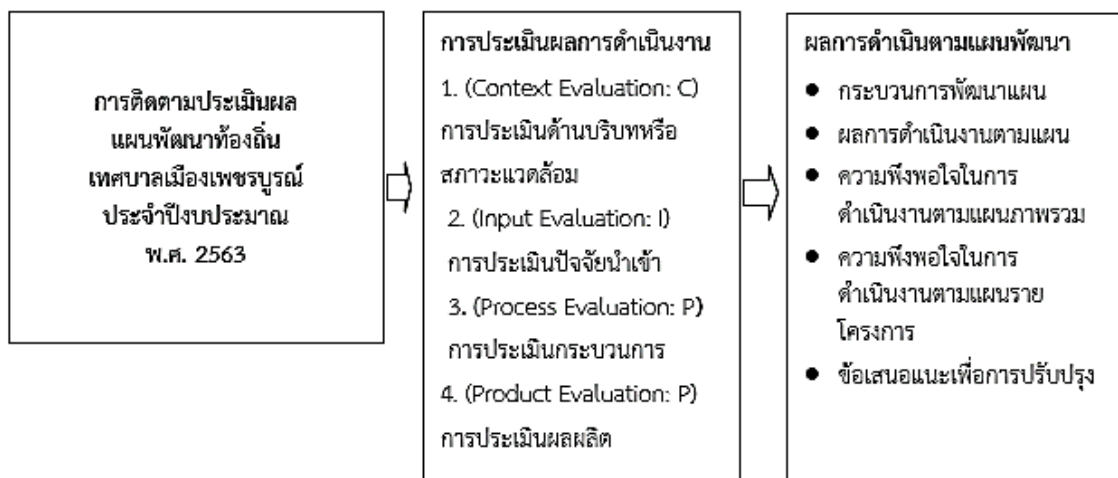 การติดตามประเมินผล
แผนพัฒนาท้องถิ่น
เทศบาลเมืองเพชรบูรณ์
ประจำปีงบประมาณ
พ.ศ. 2563
การประเมินผลการดำเนินงาน
1. (Context Evaluation: C)
การประเมินด้านบริบทหรือ
สภาวะแวดล้อม
2. (Input Evaluation: I)
การประเมินปัจจัยนำเข้า
3. (Process Evaluation: P)
การประเมินกระบวนการ
4. (Product Evaluation: P)
การประเมินผลผลิต
ผลการดำเนินตามแผนพัฒนา
● กระบวนการพัฒนาแผน
● ผลการดำเนินงานตามแผน
● ความพึงพอใจในการ
ดำเนินงานตามแผนภาพรวม
● ความพึงพอใจในการ
ดำเนินงานตามแผนราย
โครงการ
● ข้อเสนอแนะเพื่อการปรับปรุง